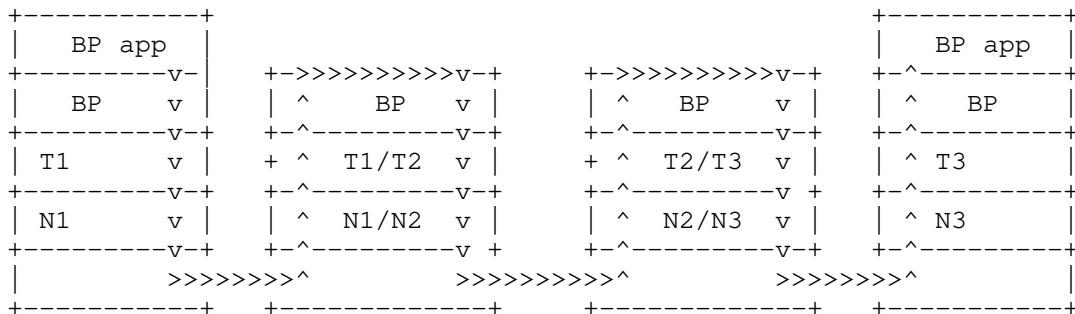 +-----------+                                         +-----------+
|   BP app  |                                         |   BP app  |
+---------v-|   +->>>>>>>>>>v-+     +->>>>>>>>>>v-+   +-^---------+
|   BP    v |   | ^    BP   v |     | ^   BP    v |   | ^   BP    |
+---------v-+   +-^---------v-+     +-^---------v-+   +-^---------+
| T1      v |   + ^  T1/T2  v |     + ^  T2/T3  v |   | ^ T3      |
+---------v-+   +-^---------v-+     +-^---------v +   +-^---------+
| N1      v |   | ^  N1/N2  v |     | ^  N2/N3  v |   | ^ N3      |
+---------v-+   +-^---------v +     +-^---------v-+   +-^---------+
|         >>>>>>>>^         >>>>>>>>>>^         >>>>>>>>^         |
+-----------+   +-------------+     +-------------+   +-----------+